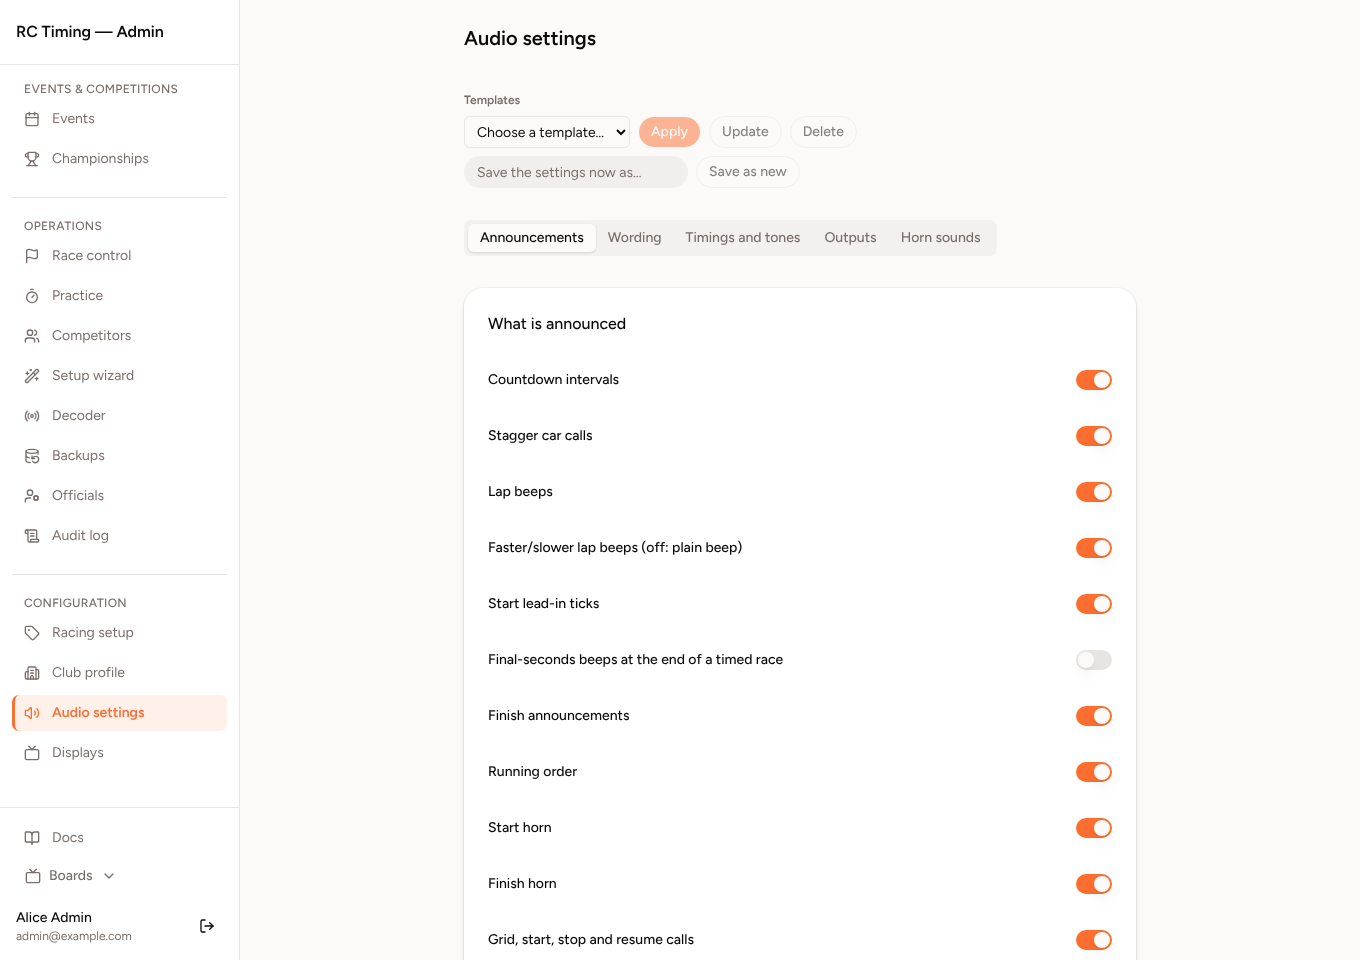 RC Timing — Admin
EVENTS & COMPETITIONS
Events
Championships
OPERATIONS
Race control
Practice
Competitors
Setup wizard
Decoder
Backups
Officials
Audit log
CONFIGURATION
Racing setup
Club profile
Audio settings
Displays
Docs
Boards
Alice Admin
admin@example.com
Audio settings
Templates
Choose a template... Apply Update Delete
Save the settings now as... Save as new
Announcements Wording Timings and tones Outputs Horn sounds
What is announced
Countdown intervals
Stagger car calls
Lap beeps
Faster/slower lap beeps (off: plain beep)
Start lead-in ticks
Final-seconds beeps at the end of a timed race
Finish announcements
Running order
Start horn
Finish horn
Grid, start, stop and resume calls